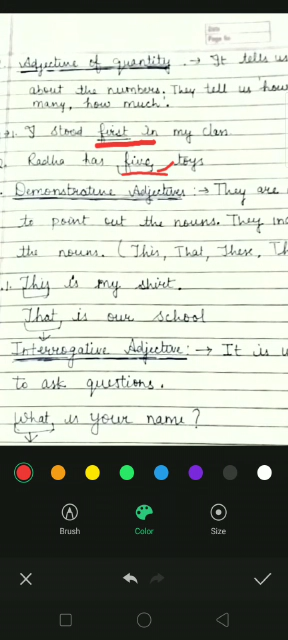 Date
Page No
Adjective of quantity. → It tells us
about the numbers. They tell us 'how
many, how much'.
→1. I stood first in my class.
2. Radha has five toys
Demonstrative Adjectives :→ They are
to point out the nouns. They
the nouns. (This, That, These,
1. This is my shirt.
That, is our school
Interrogative Adjective: → It is
to ask questions.
What, is your name?
Brush
Color
Size